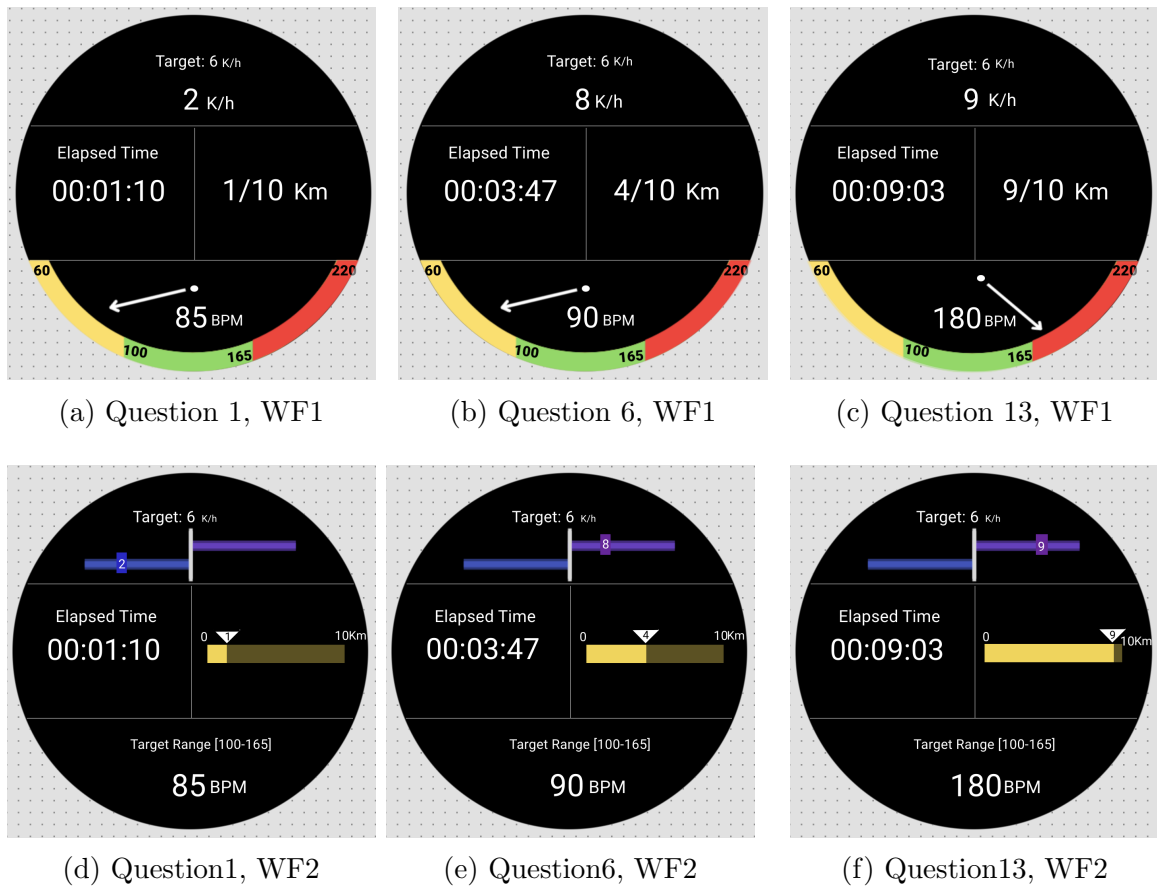 Target: 6 K/h
2 K/h
Elapsed Time
00:01:10
1/10 Km
60
220
85 BPM
100
165
(a) Question 1, WF1
Target: 6 K/h
8 K/h
Elapsed Time
00:03:47
4/10 Km
60
220
90 BPM
100
165
(b) Question 6, WF1
Target: 6 K/h
9 K/h
Elapsed Time
00:09:03
9/10 Km
60
220
180 BPM
100
165
(c) Question 13, WF1
Target: 6 K/h
2
Elapsed Time
00:01:10
0
1
10Km
Target Range [100-165]
85 BPM
(d) Question1, WF2
Target: 6 K/h
8
Elapsed Time
00:03:47
0
4
10Km
Target Range [100-165]
90 BPM
(e) Question6, WF2
Target: 6 K/h
9
Elapsed Time
00:09:03
0
9
10Km
Target Range [100-165]
180BPM
(f) Question13, WF2